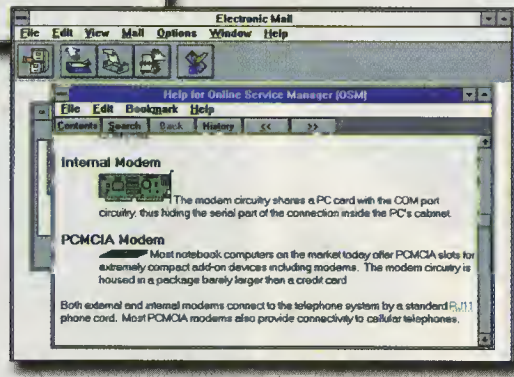 Electronic Mail
File Edit View Mail Options Window Help
Help for Online Service Manager (OSM)
File Edit Bookmark Help
Contents Search Back History << >>
Internal Modem
The modem circuitry shares a PC card with the COM port
circuitry, thus hiding the serial part of the connection inside the PC's cabinet.
PCMCIA Modem
Most notebook computers on the market today offer PCMCIA slots for
extremely compact add-on devices including modems. The modem circuitry is
housed in a package barely larger than a credit card
Both external and internal modems connect to the telephone system by a standard RJ11
phone cord. Most PCMCIA modems also provide connectivity to cellular telephones.